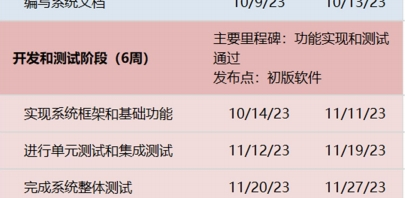 编写系统文档 10/9/23 10/13/23
开发和测试阶段（6周）
主要里程碑：功能实现和测试
通过
发布点：初版软件
实现系统框架和基础功能 10/14/23 11/11/23
进行单元测试和集成测试 11/12/23 11/19/23
完成系统整体测试 11/20/23 11/27/23